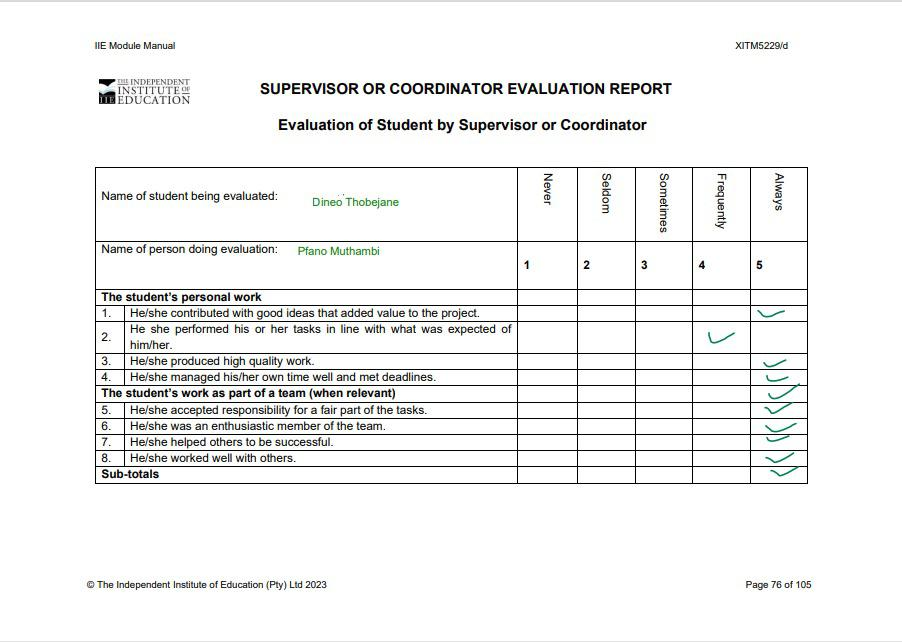 IIE Module Manual XITM5229/d
THE INDEPENDENT
INSTITUTE OF
IIE EDUCATION
SUPERVISOR OR COORDINATOR EVALUATION REPORT
Evaluation of Student by Supervisor or Coordinator
Name of student being evaluated: Dineo Thobejane Never Seldom Sometimes Frequently Always
Name of person doing evaluation: Pfano Muthambi
1 2 3 4 5
The student's personal work
1. He/she contributed with good ideas that added value to the project.
2. He she performed his or her tasks in line with what was expected of
him/her.
3. He/she produced high quality work.
4. He/she managed his/her own time well and met deadlines.
The student's work as part of a team (when relevant)
5. He/she accepted responsibility for a fair part of the tasks.
6. He/she was an enthusiastic member of the team.
7. He/she helped others to be successful.
8. He/she worked well with others.
Sub-totals
© The Independent Institute of Education (Pty) Ltd 2023 Page 76 of 105